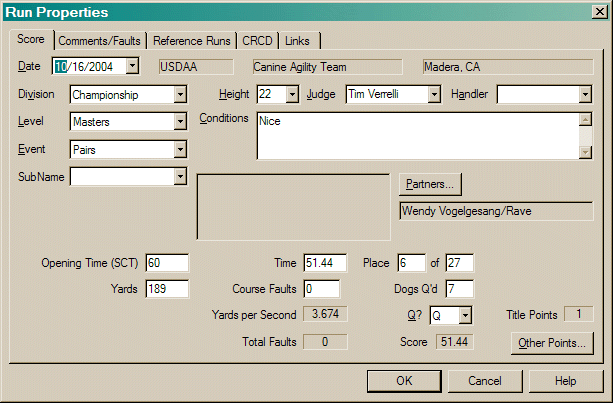 Run Properties
Score Comments/Faults Reference Runs CRCD Links
Date 10/16/2004 USDAA Canine Agility Team Madera, CA
Division Championship Height 22 Judge Tim Verrelli Handler
Level Masters Conditions Nice
Event Pairs
SubName Partners...
Wendy Vogelgesang/Rave
Opening Time (SCT) 60 Time 51.44 Place 6 of 27
Yards 189 Course Faults 0 Dogs Q'd 7
Yards per Second 3.674 Q? Q Title Points 1
Total Faults 0 Score 51.44 Other Points...
OK Cancel Help